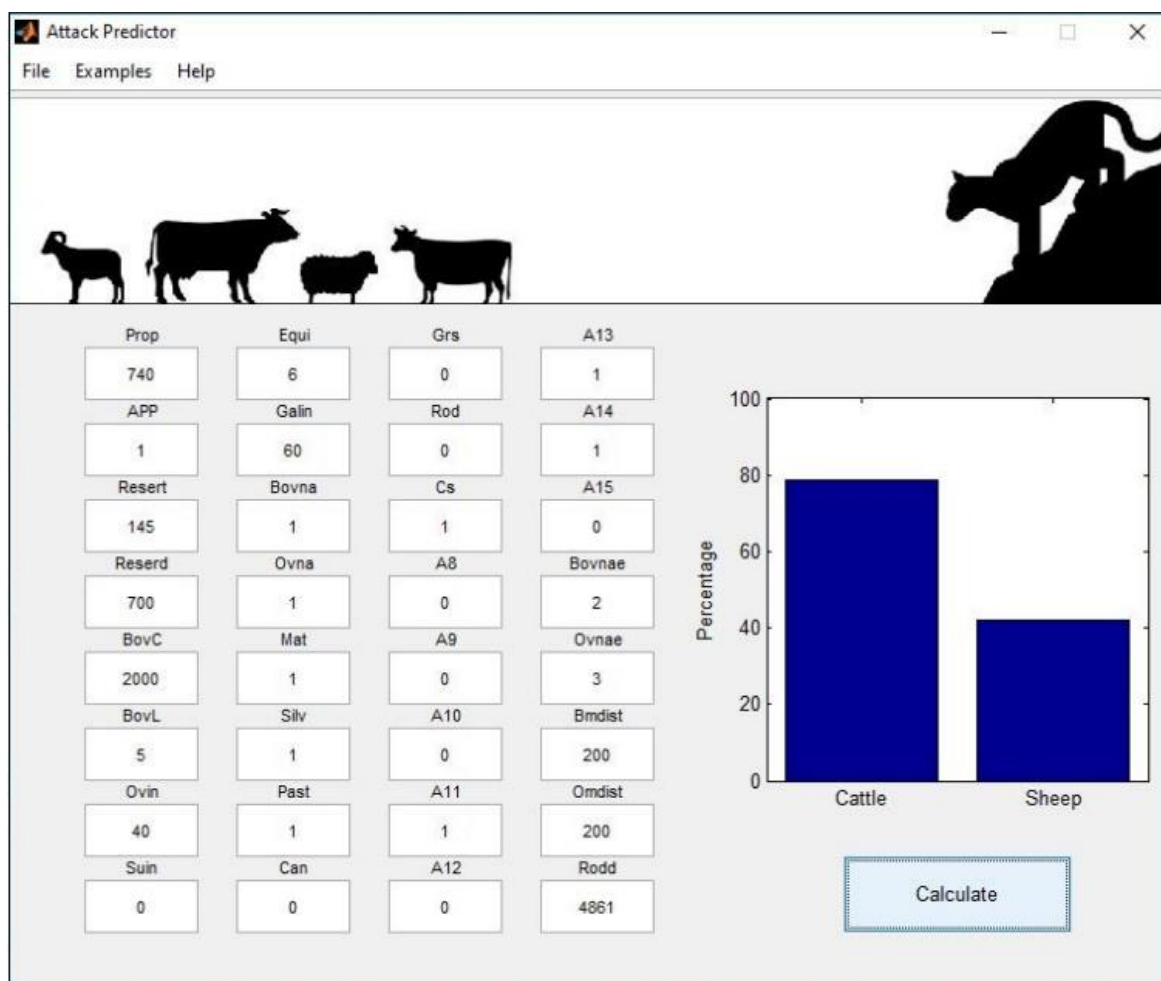 Attack Predictor
File Examples Help
Prop Equi Grs A13
740 6 0 1
APP Galin Rod A14
1 60 0 1
Resert Bovna Cs A15
145 1 1 0
Reserd Ovna A8 Bovnae
700 1 0 2
BovC Mat A9 Ovnae
2000 1 0 3
BovL Silv A10 Bmdist
5 1 0 200
Ovin Past A11 Omdist
40 1 1 200
Suin Can A12 Rodd
0 0 0 4861
100
80
60
40
20
0
Percentage
Cattle Sheep
Calculate